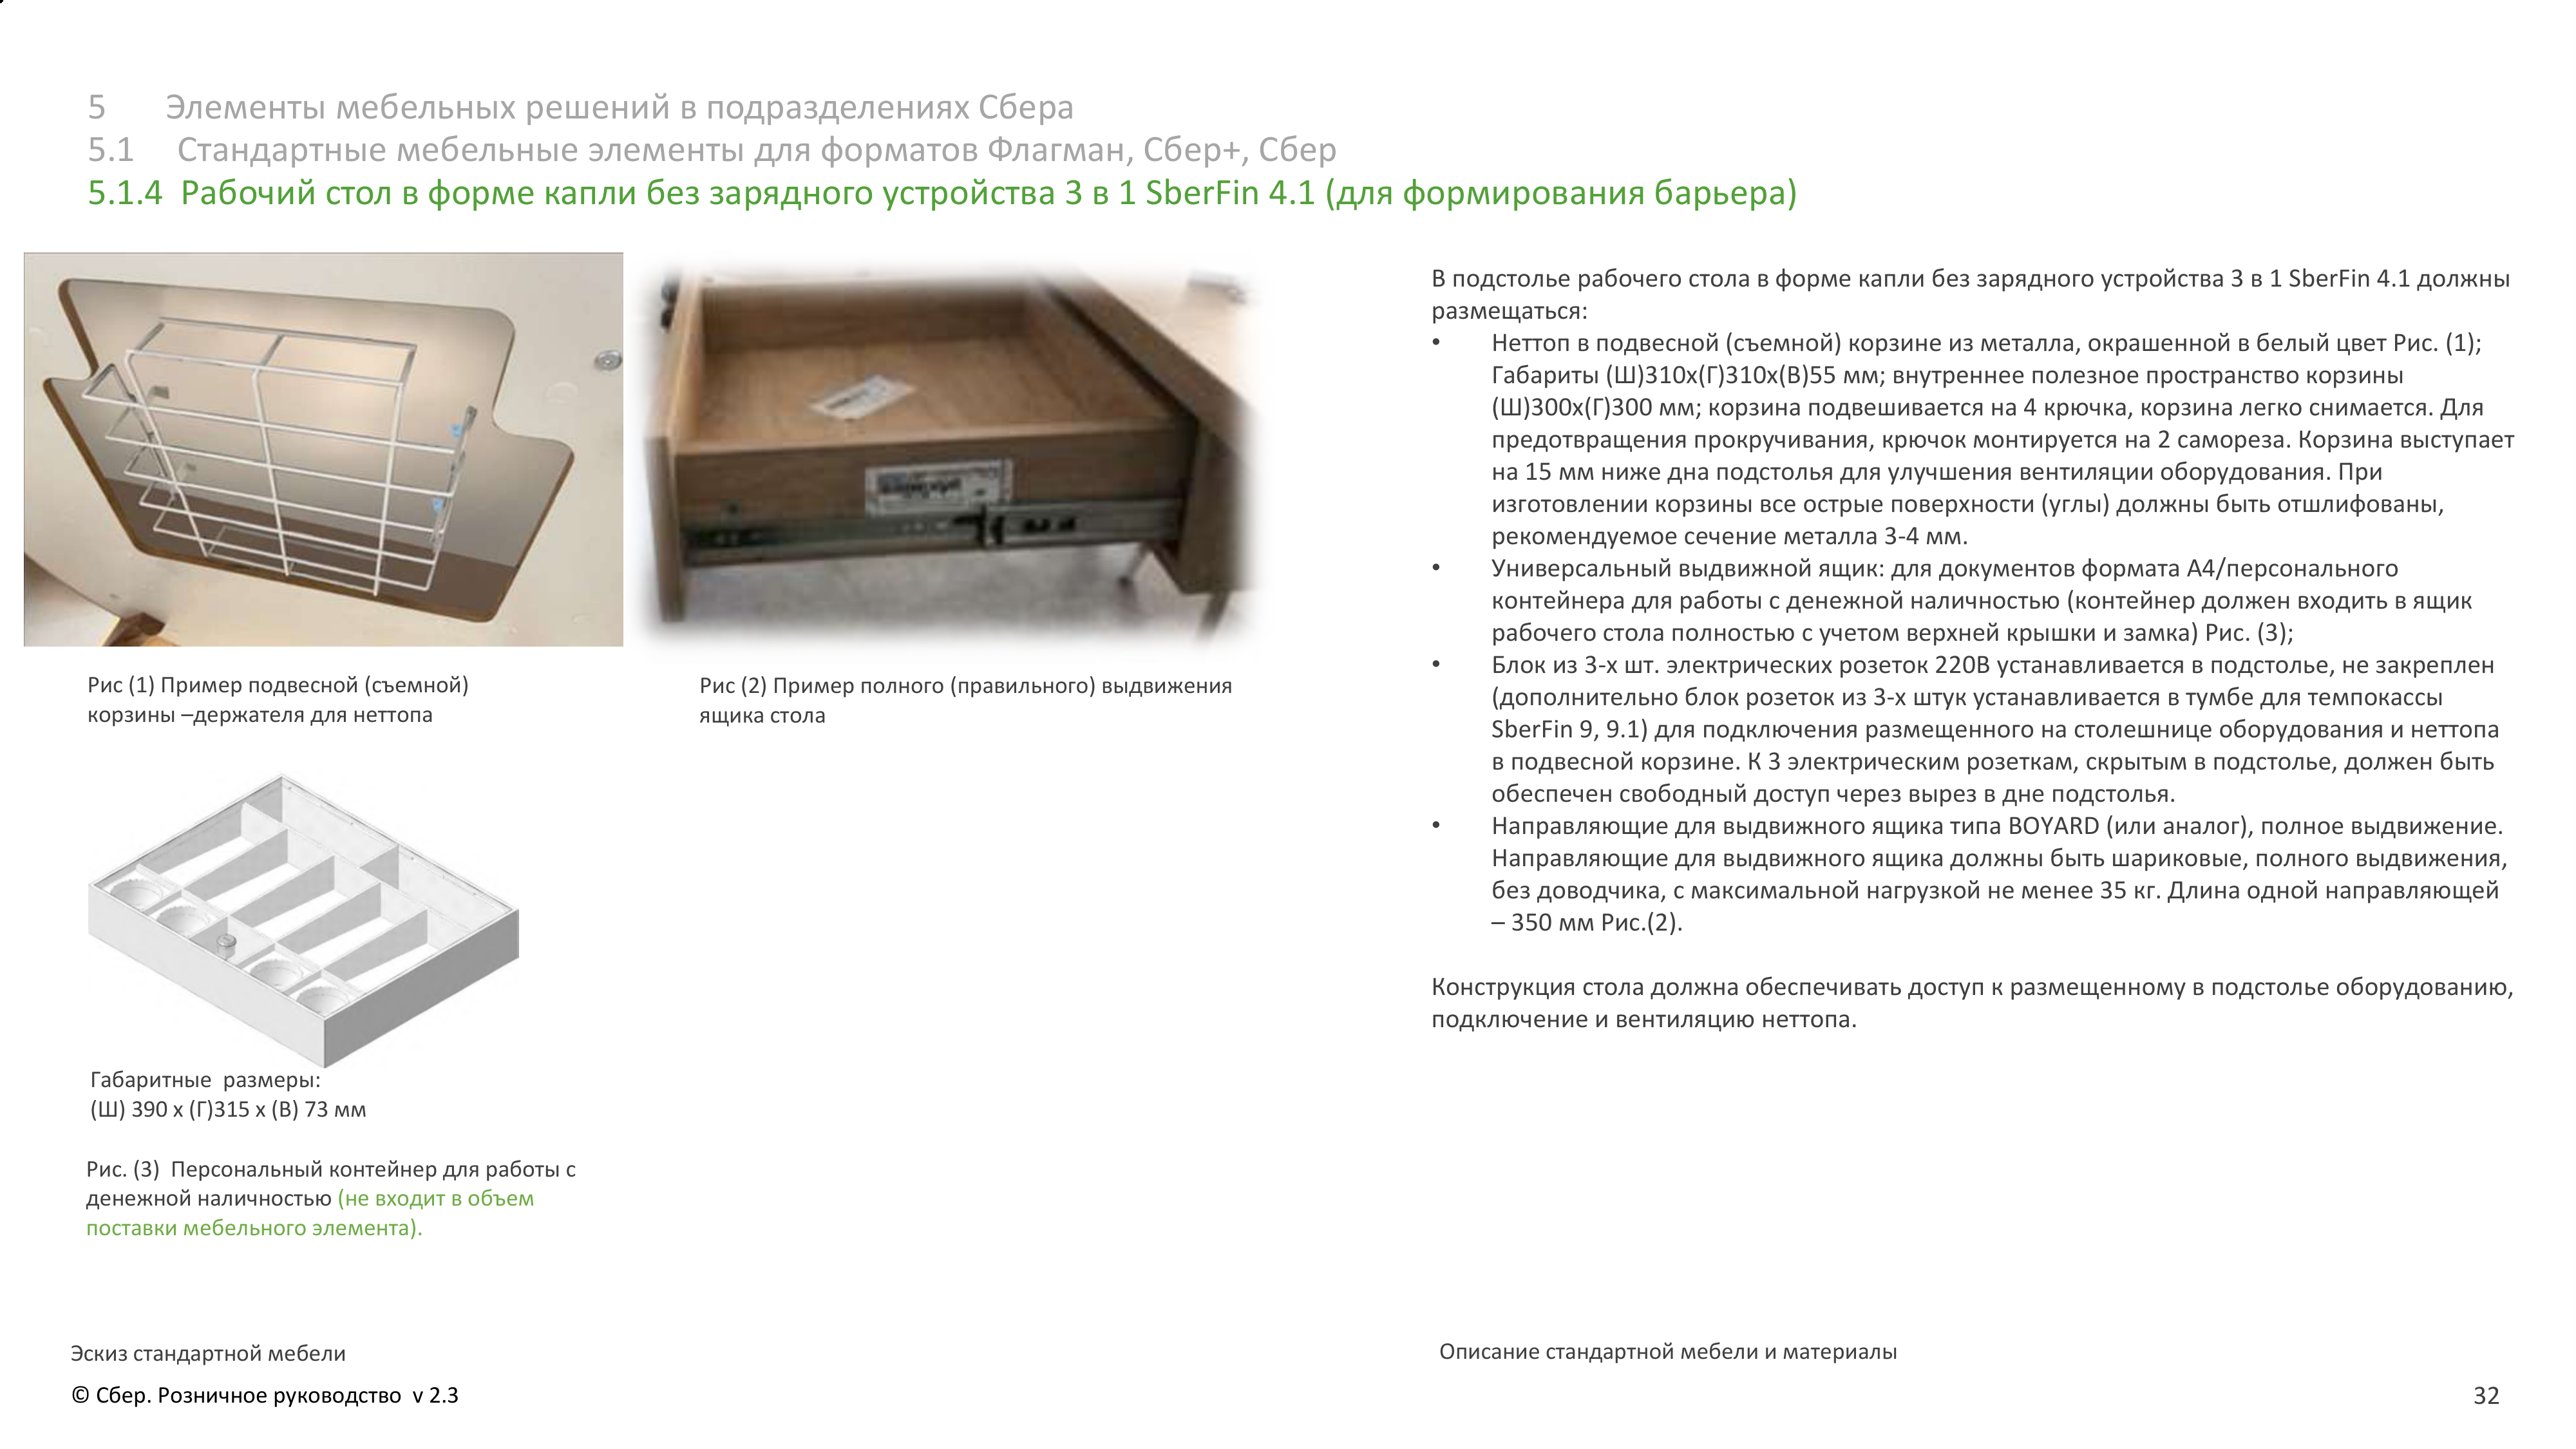 5 Элементы мебельных решений в подразделениях Сбера
5.1 Стандартные мебельные элементы для форматов Флагман, Сбер+, Сбер
5.1.4 Рабочий стол в форме капли без зарядного устройства 3 в 1 SberFin 4.1 (для формирования барьера)
Рис (1) Пример подвесной (съемной)
корзины –держателя для неттопа
Рис (2) Пример полного (правильного) выдвижения
ящика стола
Габаритные размеры:
(Ш) 390 х (Г)315 х (В) 73 мм
Рис. (3) Персональный контейнер для работы с
денежной наличностью (не входит в объем
поставки мебельного элемента).
В подстолье рабочего стола в форме капли без зарядного устройства 3 в 1 SberFin 4.1 должны
размещаться:
• Неттоп в подвесной (съемной) корзине из металла, окрашенной в белый цвет Рис. (1);
Габариты (Ш)310х(Г)310х(В)55 мм; внутреннее полезное пространство корзины
(Ш)300х(Г)300 мм; корзина подвешивается на 4 крючка, корзина легко снимается. Для
предотвращения прокручивания, крючок монтируется на 2 самореза. Корзина выступает
на 15 мм ниже дна подстолья для улучшения вентиляции оборудования. При
изготовлении корзины все острые поверхности (углы) должны быть отшлифованы,
рекомендуемое сечение металла 3-4 мм.
• Универсальный выдвижной ящик: для документов формата А4/персонального
контейнера для работы с денежной наличностью (контейнер должен входить в ящик
рабочего стола полностью с учетом верхней крышки и замка) Рис. (3);
• Блок из 3-х шт. электрических розеток 220В устанавливается в подстолье, не закреплен
(дополнительно блок розеток из 3-х штук устанавливается в тумбе для темпокассы
SberFin 9, 9.1) для подключения размещенного на столешнице оборудования и неттопа
в подвесной корзине. К 3 электрическим розеткам, скрытым в подстолье, должен быть
обеспечен свободный доступ через вырез в дне подстолья.
• Направляющие для выдвижного ящика типа BOYARD (или аналог), полное выдвижение.
Направляющие для выдвижного ящика должны быть шариковые, полного выдвижения,
без доводчика, с максимальной нагрузкой не менее 35 кг. Длина одной направляющей
– 350 мм Рис.(2).
Конструкция стола должна обеспечивать доступ к размещенному в подстолье оборудованию,
подключение и вентиляцию неттопа.
Эскиз стандартной мебели
Описание стандартной мебели и материалы
© Сбер. Розничное руководство v 2.3
32